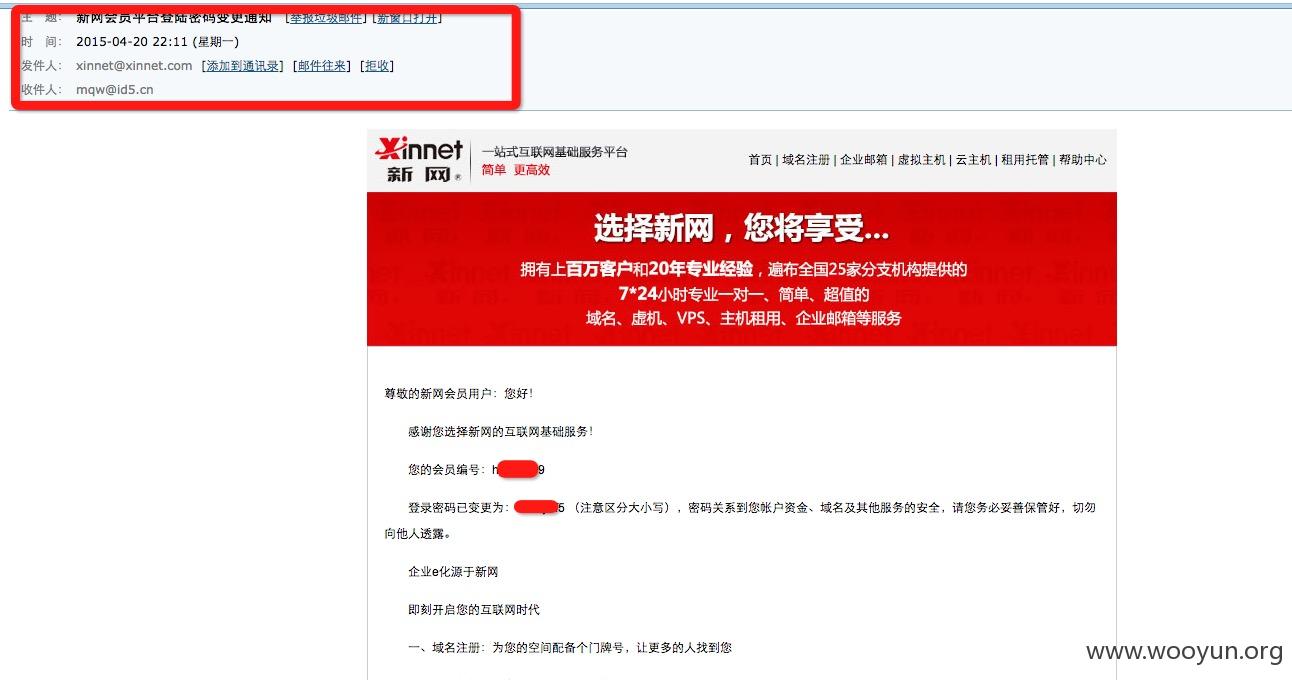 主 题： 新网会员平台登陆密码变更通知 [举报垃圾邮件] [新窗口打开]
时 间： 2015-04-20 22:11 (星期一)
发件人： xinnet@xinnet.com [添加到通讯录] [邮件往来] [拒收]
收件人： mqw@id5.cn
Xinnet 新网® 一站式互联网基础服务平台
简单 更高效
首页 | 域名注册 | 企业邮箱 | 虚拟主机 | 云主机 | 租用托管 | 帮助中心
选择新网，您将享受...
拥有上百万客户和20年专业经验，遍布全国25家分支机构提供的
7*24小时专业一对一、简单、超值的
域名、虚机、VPS、主机租用、企业邮箱等服务
尊敬的新网会员用户：您好！
感谢您选择新网的互联网基础服务！
您的会员编号：h 9
登录密码已变更为： 5 （注意区分大小写），密码关系到您帐户资金、域名及其他服务的安全，请您务必妥善保管好，切勿
向他人透露。
企业e化源于新网
即刻开启您的互联网时代
一、域名注册：为您的空间配备个门牌号，让更多的人找到您
www.wooyun.org